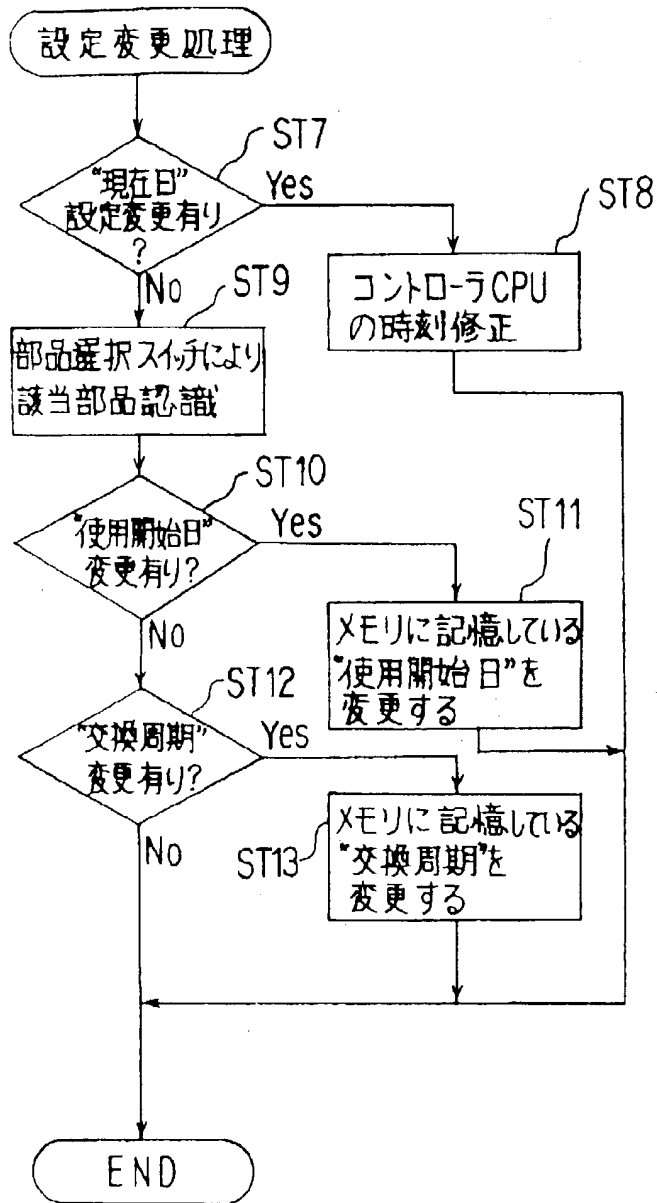 設定変更処理
ST7
“現在日”
設定変更有り
?
Yes
ST8
コントローラCPU
の時刻修正
No
ST9
部品選択スイッチにより
該当部品認識
ST10
“使用開始日”
変更有り?
Yes
ST11
メモリに記憶している
“使用開始日”を
変更する
No
ST12
“交換周期”
変更有り?
Yes
ST13
メモリに記憶している
“交換周期”を
変更する
No
END